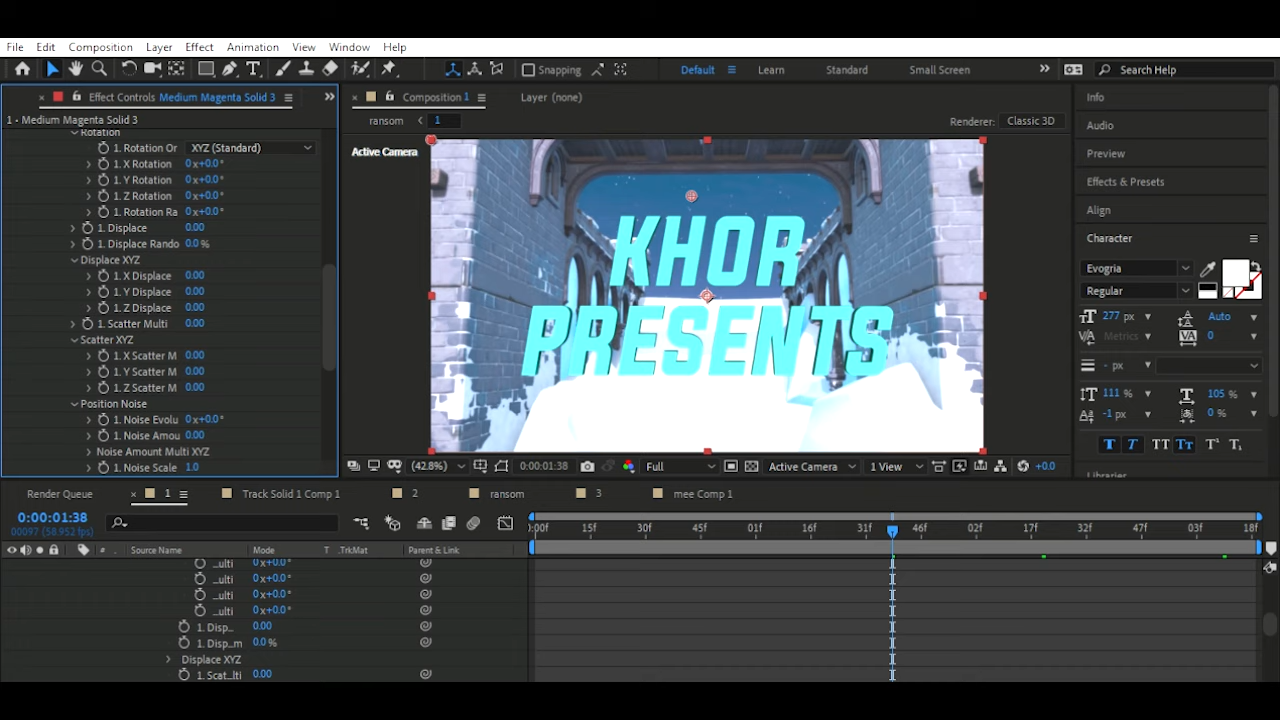 File Edit Composition Layer Effect Animation View Window Help
Snapping Default Learn Standard Small Screen Search Help
Effect Controls Medium Magenta Solid 3
1 • Medium Magenta Solid 3
Rotation
1. Rotation Or XYZ (Standard)
1. X Rotation 0x+0.0°
1. Y Rotation 0x+0.0°
1. Z Rotation 0x+0.0°
1. Rotation Ra 0x+0.0°
1. Displace 0.00
1. Displace Rando 0.0 %
Displace XYZ
1. X Displace 0.00
1. Y Displace 0.00
1. Z Displace 0.00
1. Scatter Multi 0.00
Scatter XYZ
1. X Scatter M 0.00
1. Y Scatter M 0.00
1. Z Scatter M 0.00
Position Noise
1. Noise Evolu 0x+0.0°
1. Noise Amou 0.00
Noise Amount Multi XYZ
1. Noise Scale 1.0
Composition 1 Layer (none)
ransom 1 Renderer: Classic 3D
Active Camera
KHOR
PRESENTS
(42.8%) 0:00:01:38 Full Active Camera 1 View +0.0
Info
Audio
Preview
Effects & Presets
Align
Character
Evogria
Regular
277 px Auto
Metrics 0
- px
111 % 105 %
-1 px 0 %
T T TT TT T¹ T₁
Libraries
Render Queue 1 Track Solid 1 Comp 1 2 ransom 3 mee Comp 1
0:00:01:38
00097 (58.952 fps)
:00f 15f 30f 45f 01f 16f 31f 46f 02f 17f 32f 47f 03f 18f
# Source Name Mode T .TrkMat Parent & Link
_ulti 0x+0.0°
_ulti 0x+0.0°
_ulti 0x+0.0°
_ulti 0x+0.0°
1. Disp_ 0.00
1. Disp_m 0.0 %
Displace XYZ
1. Scat_lti 0.00